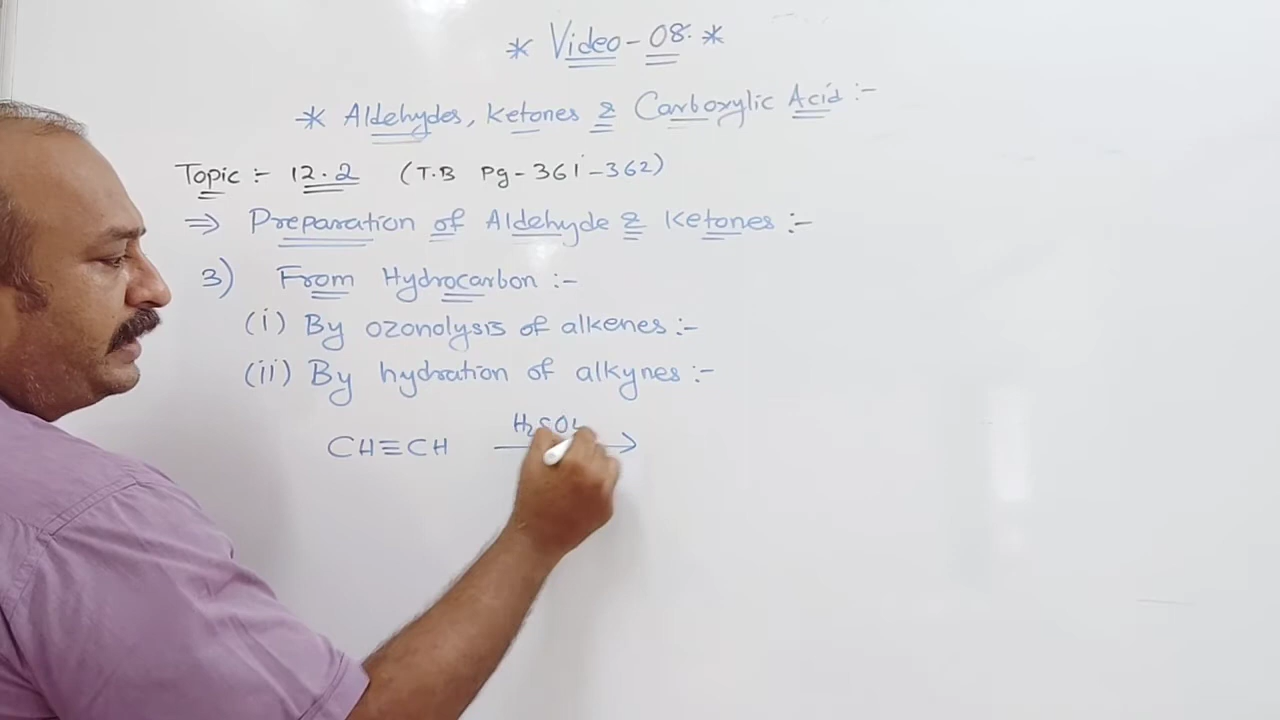 * Video - 08. *
* Aldehydes, Ketones & Carboxylic Acid :-
Topic :- 12.2 (T.B Pg - 361 - 362)
⇒ Preparation of Aldehyde & Ketones :-
3) From Hydrocarbon :-
(i) By ozonolysis of alkenes :-
(ii) By hydration of alkynes :-
H₂SO
CH≡CH →